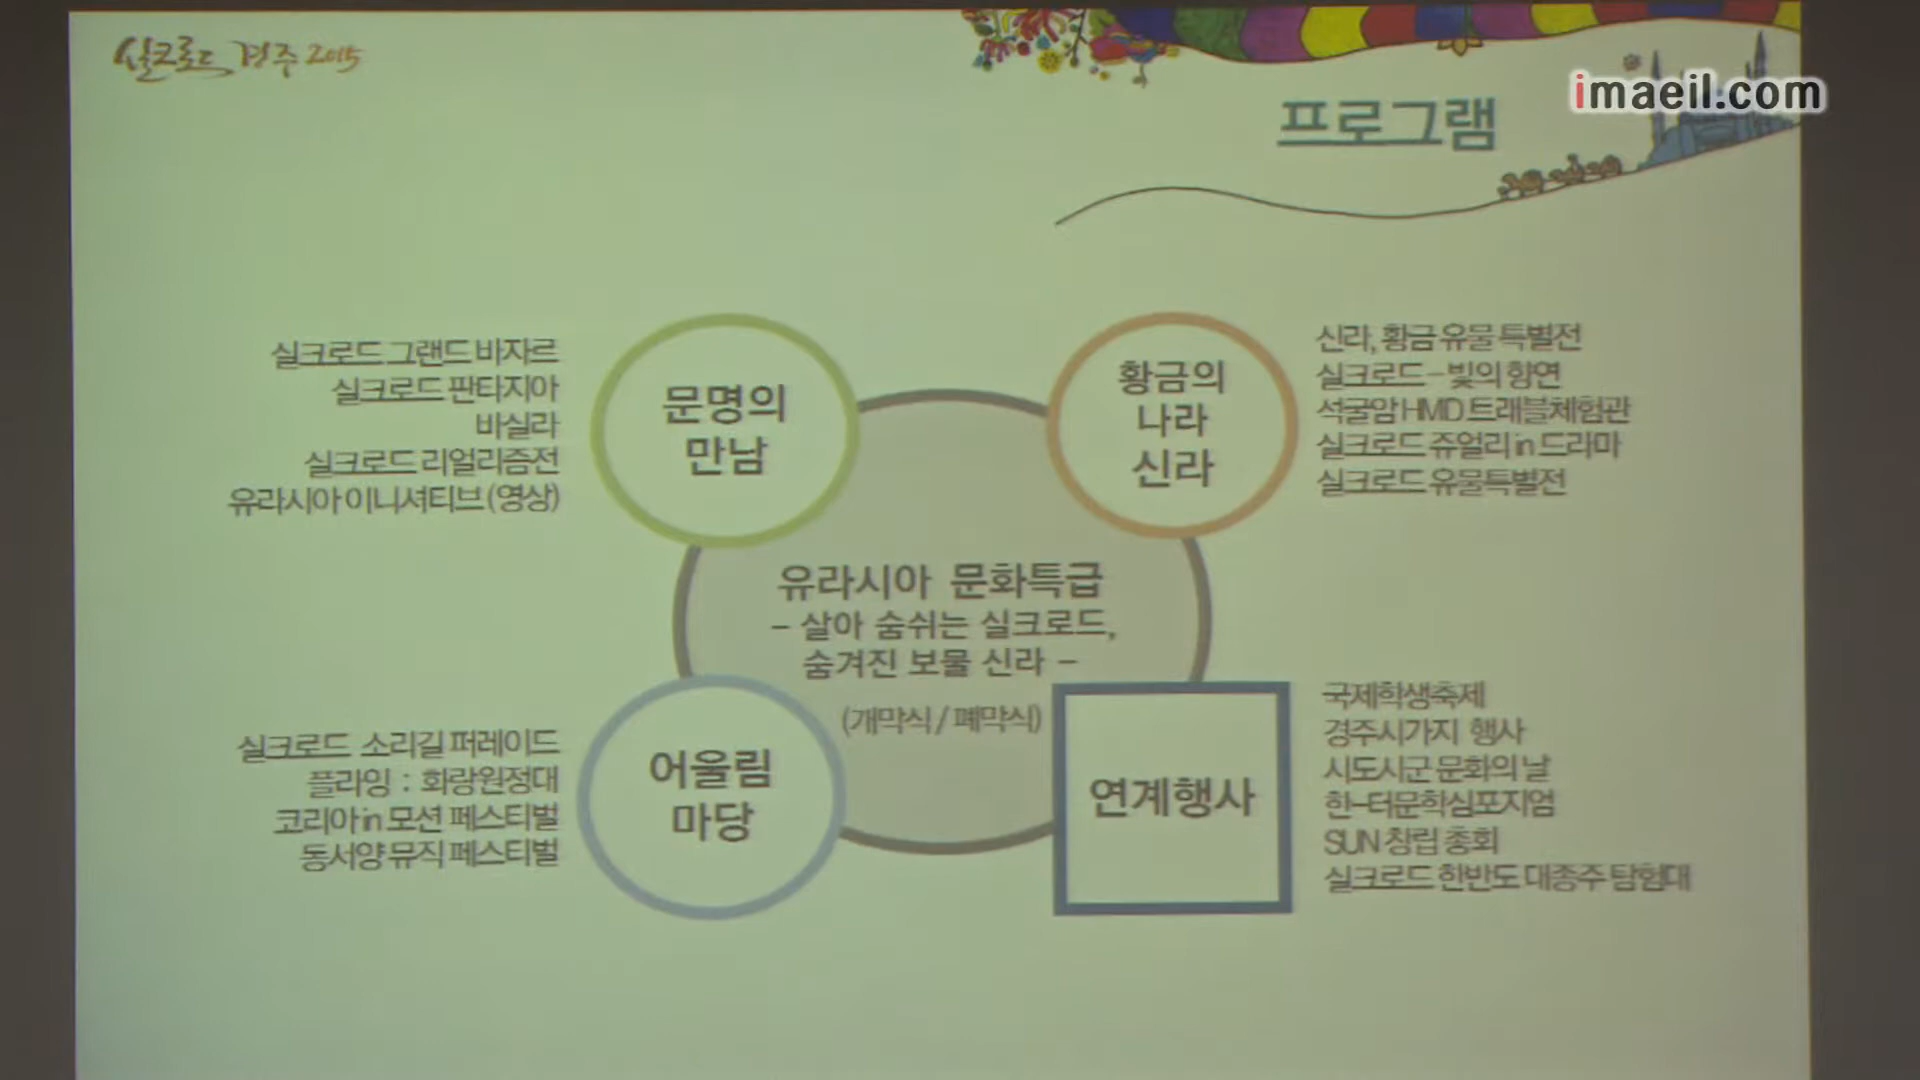 실크로드 경주 2015
imaeil.com
프로그램
실크로드 그랜드 바자르
실크로드 판타지아
바실라
실크로드 리얼리즘전
유라시아 이니셔티브 (영상)
문명의
만남
황금의
나라
신라
신라, 황금 유물 특별전
실크로드 - 빛의 향연
석굴암 HMD 트래블체험관
실크로드 쥬얼리 in 드라마
실크로드 유물특별전
유라시아 문화특급
- 살아 숨쉬는 실크로드,
숨겨진 보물 신라 -
(개막식 / 폐막식)
실크로드 소리길 퍼레이드
플라잉 : 화랑원정대
코리아 in 모션 페스티벌
동서양 뮤직 페스티벌
어울림
마당
연계행사
국제학생축제
경주시가지 행사
시도시군 문화의 날
한-터문학심포지엄
SUN 창립 총회
실크로드 한반도 대종주 탐험대